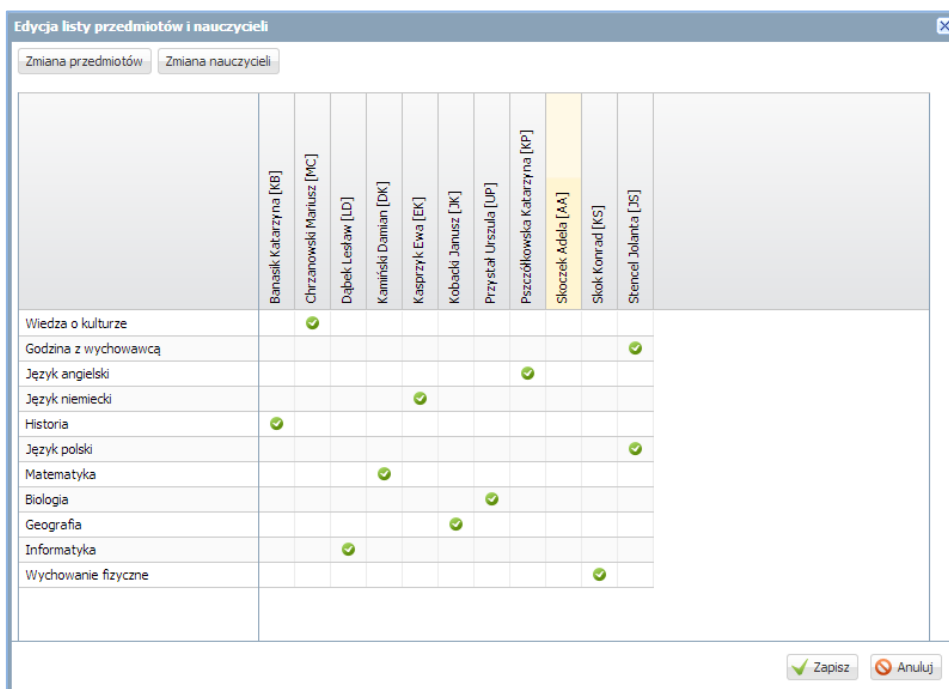 Edycja listy przedmiotów i nauczycieli
Zmiana przedmiotów
Zmiana nauczycieli
Banasik Katarzyna [KB]
Chrzanowski Mariusz [MC]
Dąbek Lesław [LD]
Kamiński Damian [DK]
Kasprzyk Ewa [EK]
Kobacki Janusz [JK]
Przystał Urszula [UP]
Pszczółkowska Katarzyna [KP]
Skoczek Adela [AA]
Skok Konrad [KS]
Stencel Jolanta [JS]
Wiedza o kulturze
Godzina z wychowawcą
Język angielski
Język niemiecki
Historia
Język polski
Matematyka
Biologia
Geografia
Informatyka
Wychowanie fizyczne
Zapisz
Anuluj